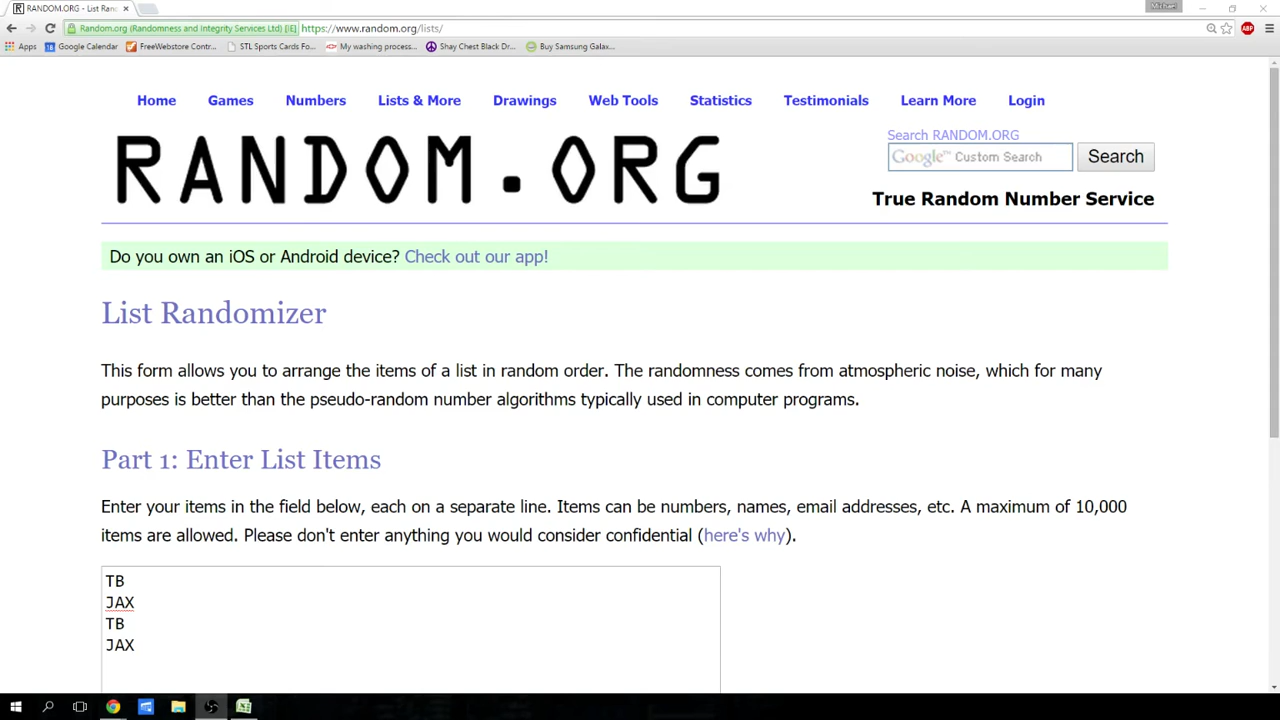 RANDOM.ORG - List Ran
Michael
Random.org (Randomness and Integrity Services Ltd) [IE] https://www.random.org/lists/
Apps 18 Google Calendar FreeWebstore Contr... STL Sports Cards Fo... My washing process... Shay Chest Black Dr... Buy Samsung Galax...
ABP
Home Games Numbers Lists & More Drawings Web Tools Statistics Testimonials Learn More Login
RANDOM.ORG
Search RANDOM.ORG
Google™ Custom Search Search
True Random Number Service
Do you own an iOS or Android device? Check out our app!
List Randomizer
This form allows you to arrange the items of a list in random order. The randomness comes from atmospheric noise, which for many
purposes is better than the pseudo-random number algorithms typically used in computer programs.
Part 1: Enter List Items
Enter your items in the field below, each on a separate line. Items can be numbers, names, email addresses, etc. A maximum of 10,000
items are allowed. Please don't enter anything you would consider confidential (here's why).
TB
JAX
TB
JAX